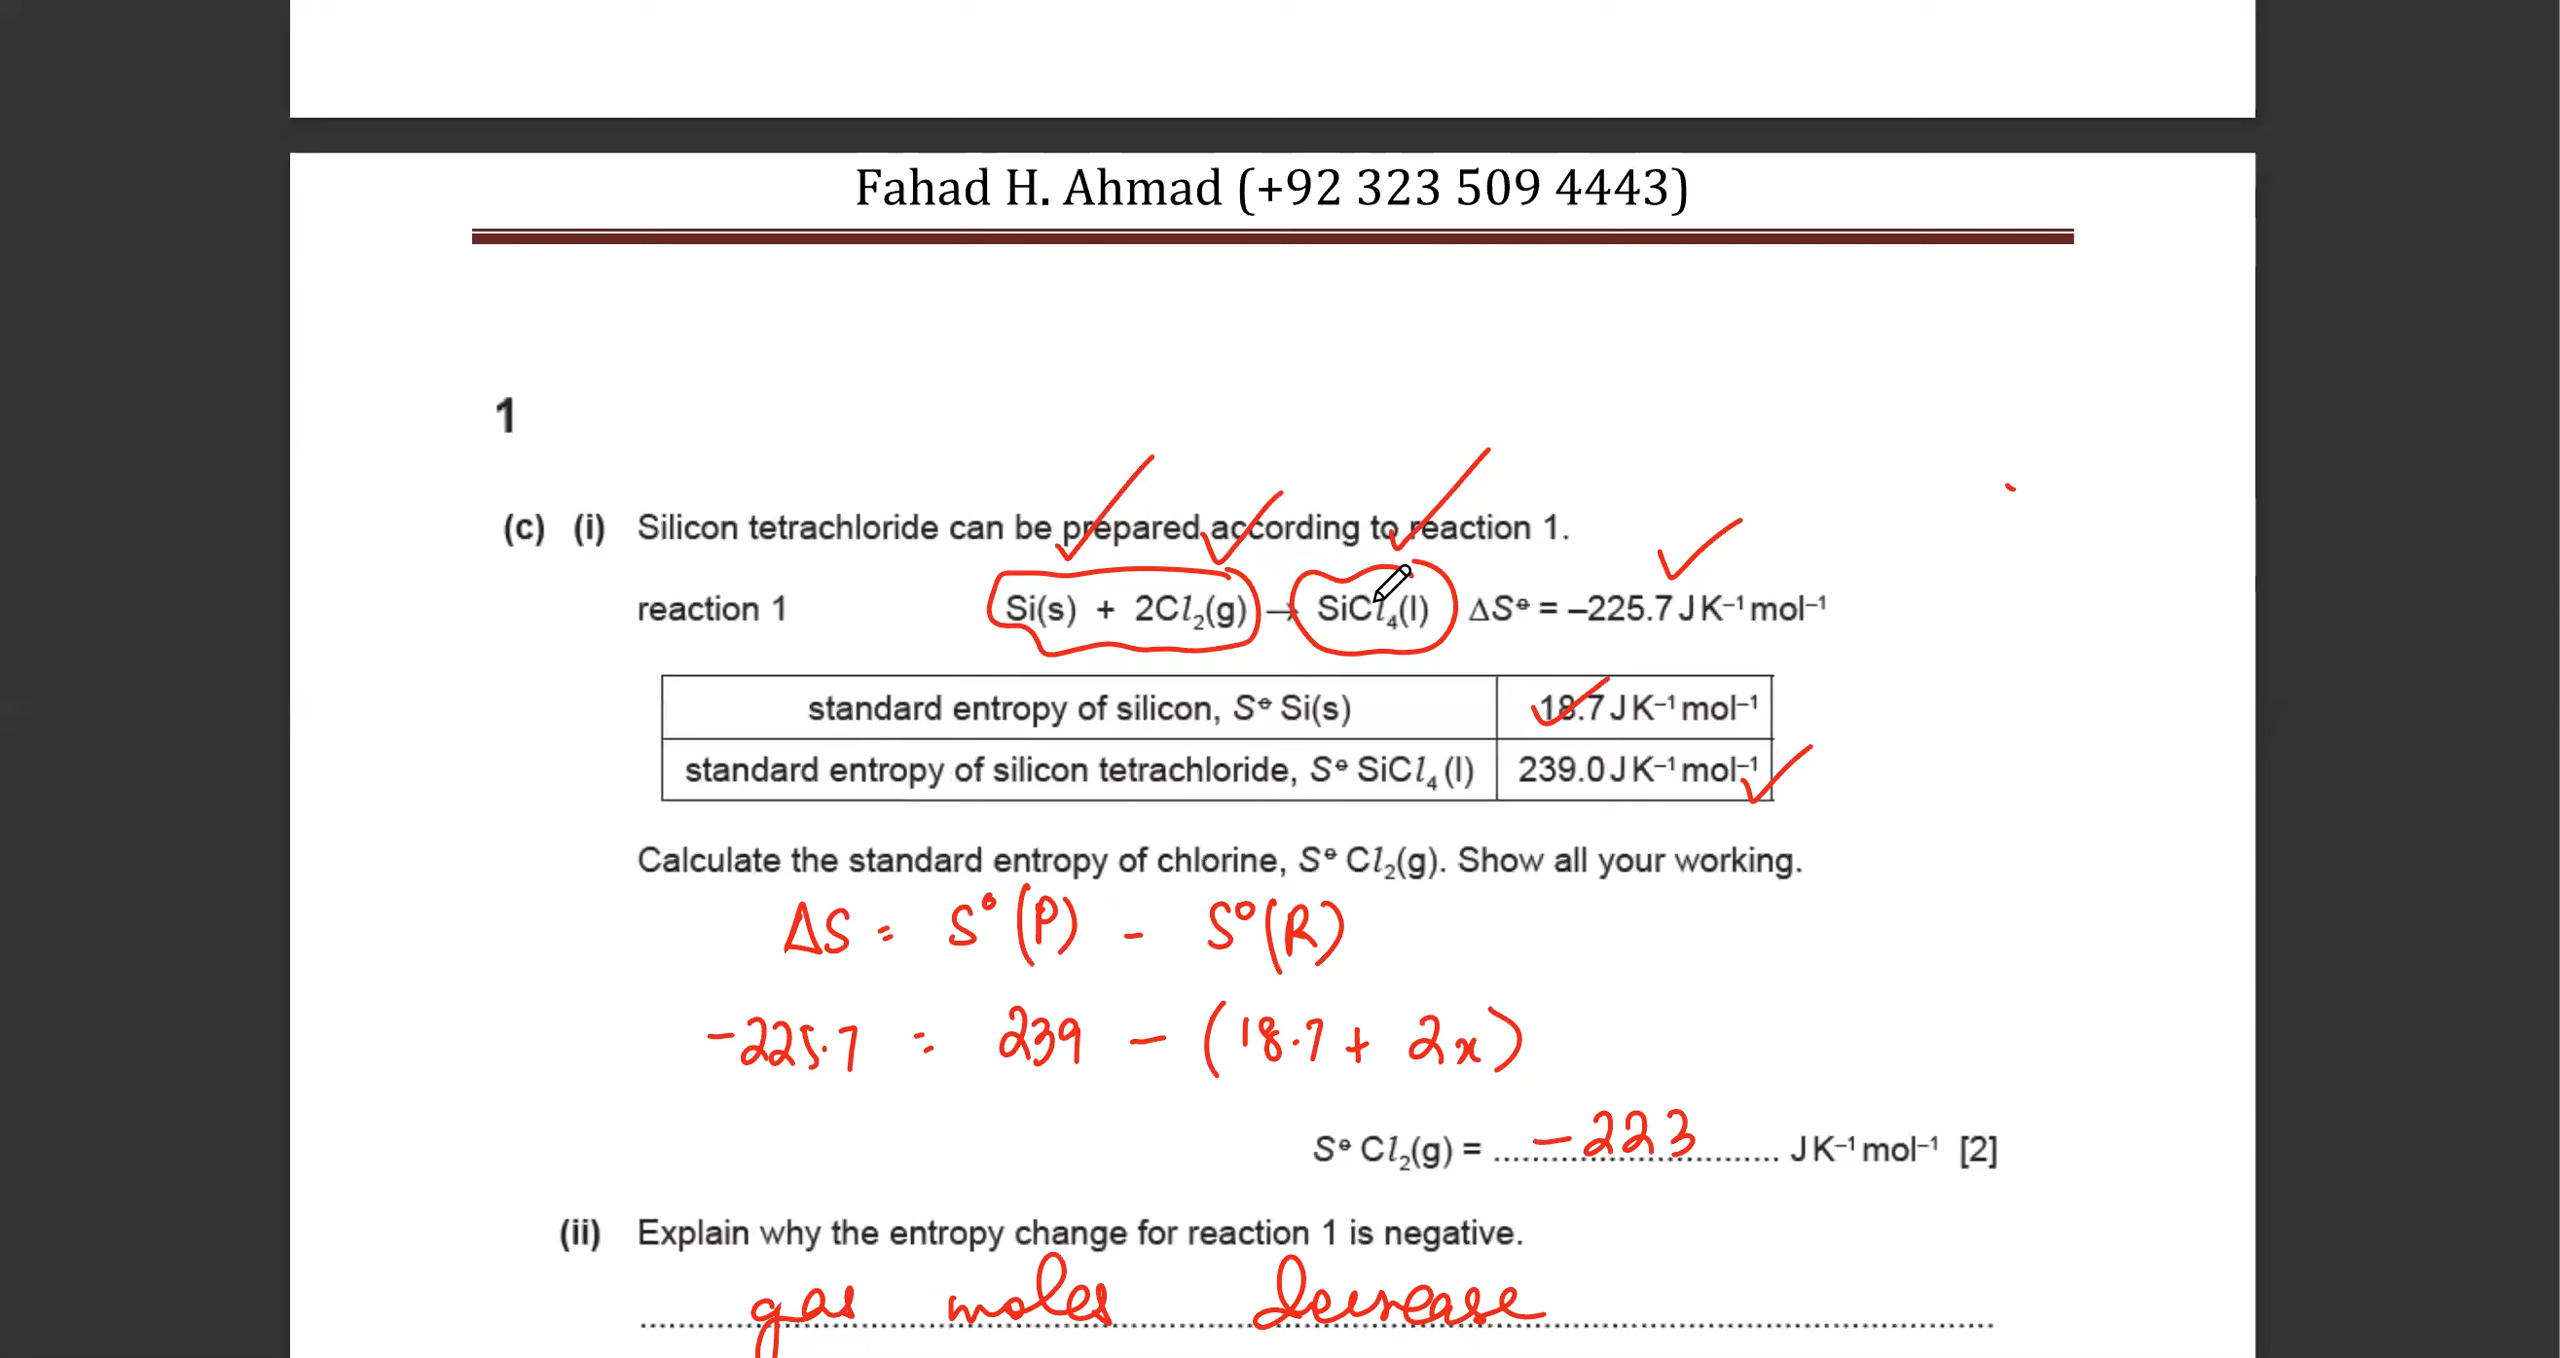 Fahad H. Ahmad (+92 323 509 4443)
1
(c) (i) Silicon tetrachloride can be prepared according to reaction 1.
reaction 1 Si(s) + 2Cl₂(g) → SiCl₄(l) ΔS⦵ = –225.7 J K⁻¹ mol⁻¹
standard entropy of silicon, S⦵ Si(s) 18.7 J K⁻¹ mol⁻¹
standard entropy of silicon tetrachloride, S⦵ SiCl₄ (l) 239.0 J K⁻¹ mol⁻¹
Calculate the standard entropy of chlorine, S⦵ Cl₂(g). Show all your working.
ΔS = S°(P) - S°(R)
-225.7 = 239 - (18.7 + 2x)
S⦵ Cl₂(g) = -223 J K⁻¹ mol⁻¹ [2]
(ii) Explain why the entropy change for reaction 1 is negative.
gas moles decrease